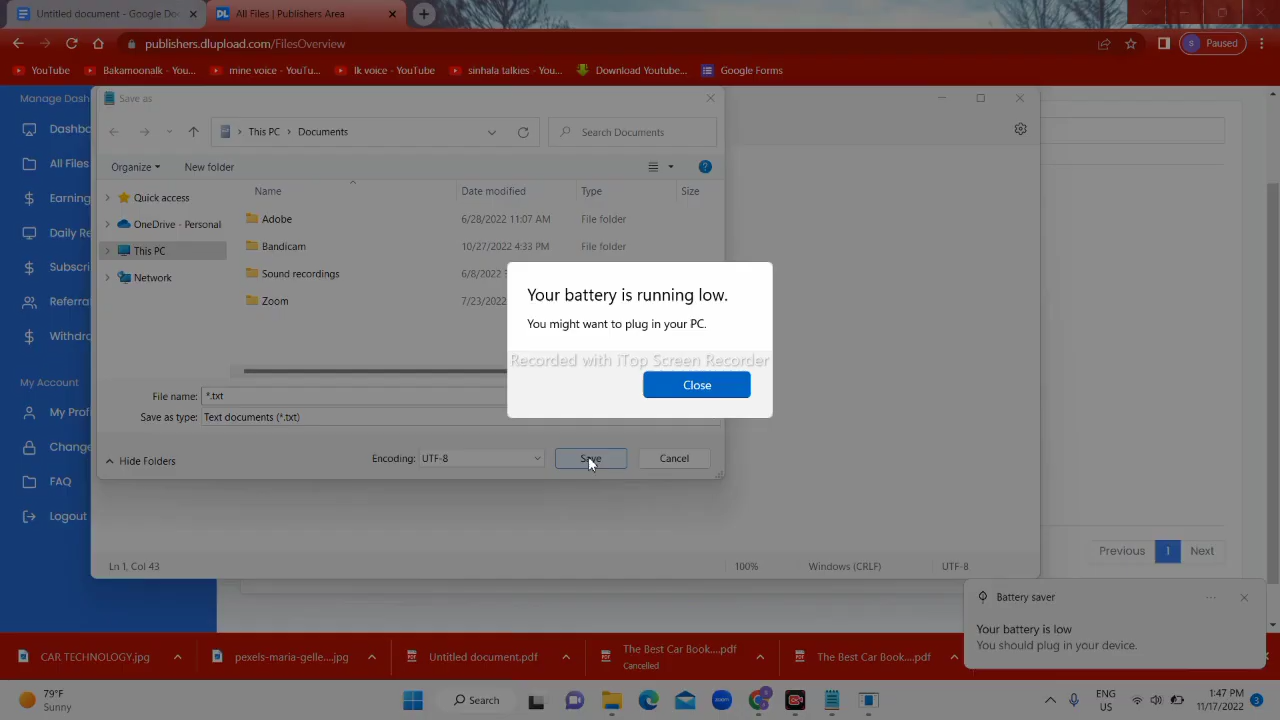 Untitled document - Google Do
All Files | Publishers Area
publishers.dlupload.com/FilesOverview
s Paused
YouTube
Bakamoonalk - You...
mine voice - YouTu...
lk voice - YouTube
sinhala talkies - You...
Download Youtube...
Google Forms
Manage Dash
Dashbo
All Files
Earning
Daily Re
Subscri
Referra
Withdra
My Account
My Profi
Change
FAQ
Logout
Save as
This PC > Documents
Search Documents
Organize
New folder
Name
Date modified
Type
Size
Quick access
OneDrive - Personal
This PC
Network
Adobe
6/28/2022 11:07 AM
File folder
Bandicam
10/27/2022 4:33 PM
File folder
Sound recordings
6/8/2022
Zoom
7/23/2022
Your battery is running low.
You might want to plug in your PC.
Recorded with iTop Screen Recorder
Close
File name: *.txt
Save as type: Text documents (*.txt)
Hide Folders
Encoding: UTF-8
Save
Cancel
Ln 1, Col 43
100%
Windows (CRLF)
UTF-8
Previous
1
Next
Battery saver
Your battery is low
You should plug in your device.
CAR TECHNOLOGY.jpg
pexels-maria-gelle....jpg
Untitled document.pdf
The Best Car Book....pdf
Cancelled
The Best Car Book....pdf
79°F
Sunny
Search
zoom
ENG
US
1:47 PM
11/17/2022
3